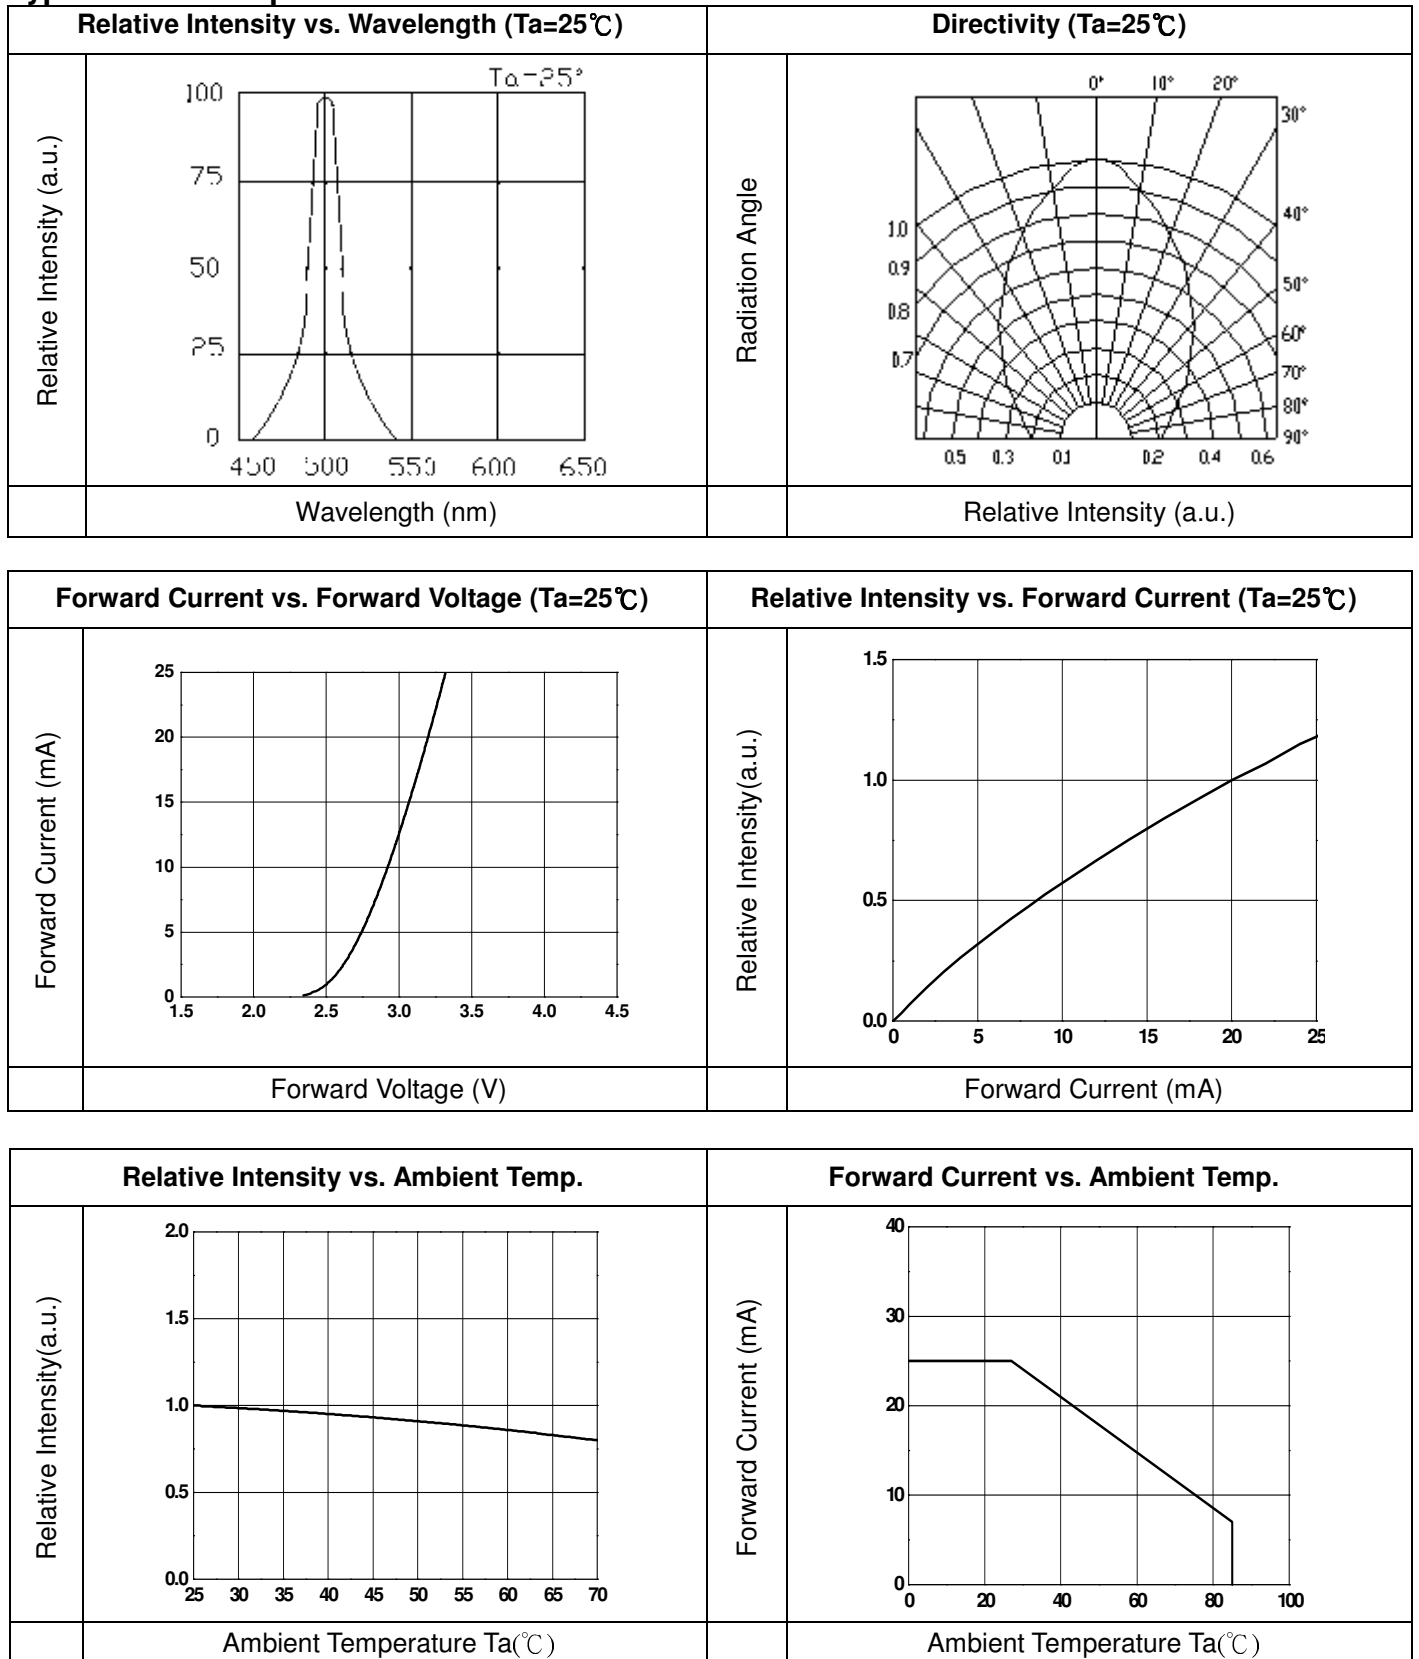 Relative Intensity vs. Wavelength (Ta=25℃)
Directivity (Ta=25℃)
Relative Intensity (a.u.)
Ta=25°
100
75
50
25
0
450 500 550 600 650
Wavelength (nm)
Radiation Angle
0° 10° 20°
30°
40°
50°
60°
70°
80°
90°
1.0
0.9
0.8
0.7
0.5 0.3 0.1 0.2 0.4 0.6
Relative Intensity (a.u.)
Forward Current vs. Forward Voltage (Ta=25℃)
Relative Intensity vs. Forward Current (Ta=25℃)
Forward Current (mA)
25
20
15
10
5
0
1.5 2.0 2.5 3.0 3.5 4.0 4.5
Forward Voltage (V)
Relative Intensity(a.u.)
1.5
1.0
0.5
0.0
0 5 10 15 20 25
Forward Current (mA)
Relative Intensity vs. Ambient Temp.
Forward Current vs. Ambient Temp.
Relative Intensity(a.u.)
2.0
1.5
1.0
0.5
0.0
25 30 35 40 45 50 55 60 65 70
Ambient Temperature Ta(℃)
Forward Current (mA)
40
30
20
10
0
0 20 40 60 80 100
Ambient Temperature Ta(℃)